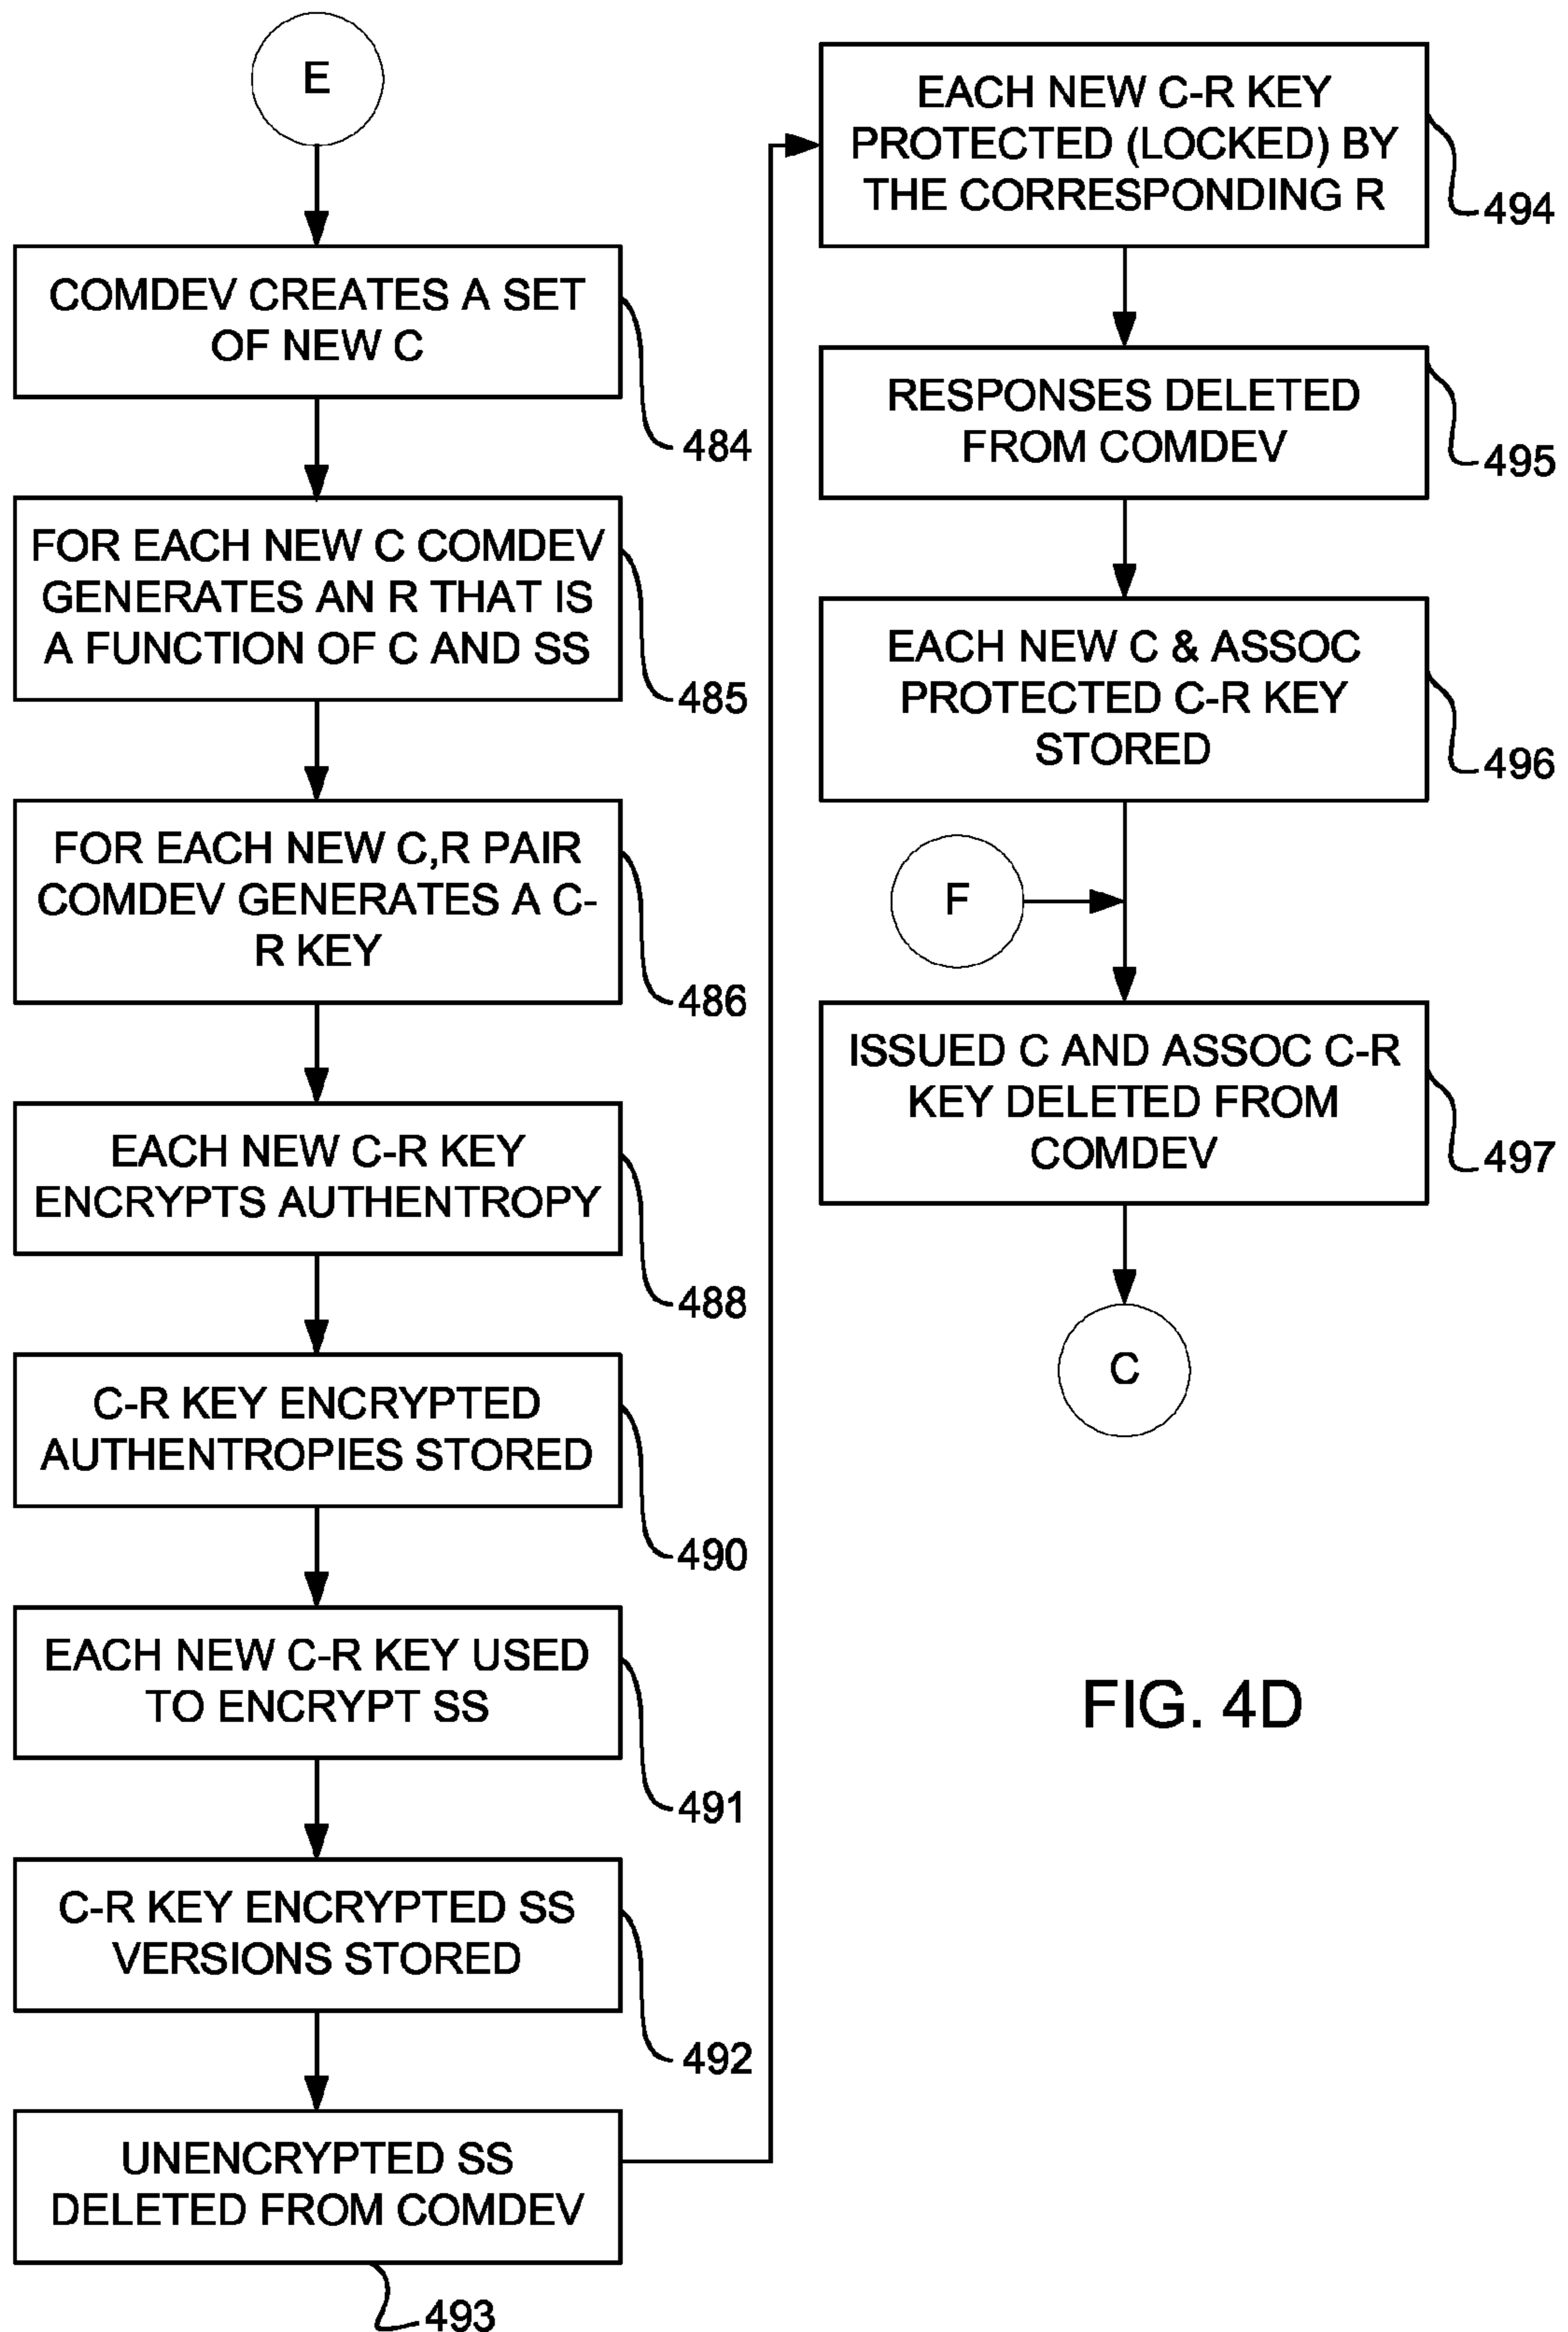 E
COMDEV CREATES A SET
OF NEW C
484
FOR EACH NEW C COMDEV
GENERATES AN R THAT IS
A FUNCTION OF C AND SS
485
FOR EACH NEW C,R PAIR
COMDEV GENERATES A C-
R KEY
486
EACH NEW C-R KEY
ENCRYPTS AUTHENTROPY
488
C-R KEY ENCRYPTED
AUTHENTROPIES STORED
490
EACH NEW C-R KEY USED
TO ENCRYPT SS
491
C-R KEY ENCRYPTED SS
VERSIONS STORED
492
UNENCRYPTED SS
DELETED FROM COMDEV
493
EACH NEW C-R KEY
PROTECTED (LOCKED) BY
THE CORRESPONDING R
494
RESPONSES DELETED
FROM COMDEV
495
EACH NEW C & ASSOC
PROTECTED C-R KEY
STORED
496
F
ISSUED C AND ASSOC C-R
KEY DELETED FROM
COMDEV
497
C
FIG. 4D